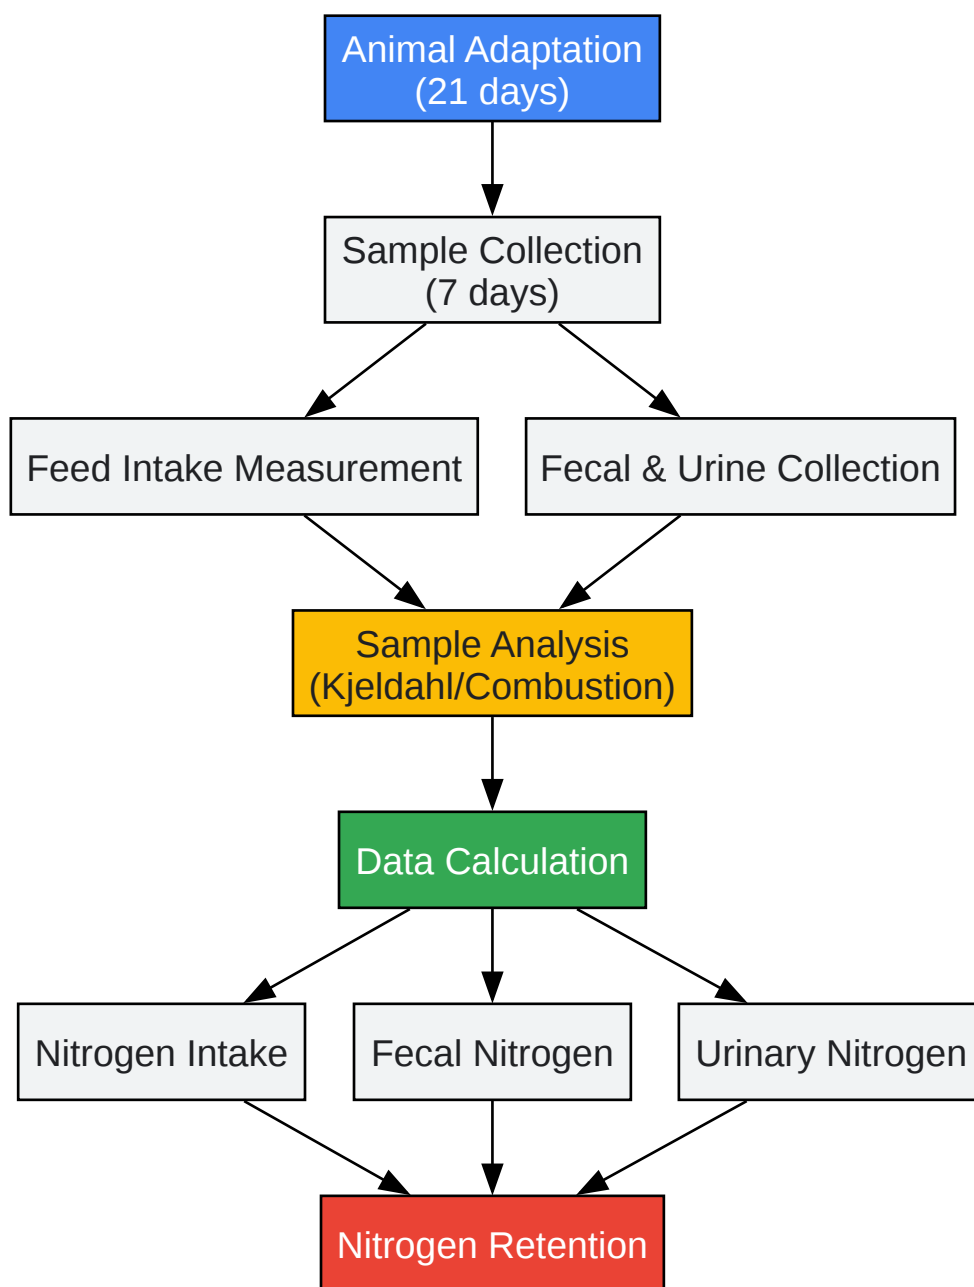 Animal Adaptation
(21 days)
Sample Collection
(7 days)
Feed Intake Measurement
Fecal & Urine Collection
Sample Analysis
(Kjeldahl/Combustion)
Data Calculation
Nitrogen Intake
Fecal Nitrogen
Urinary Nitrogen
Nitrogen Retention